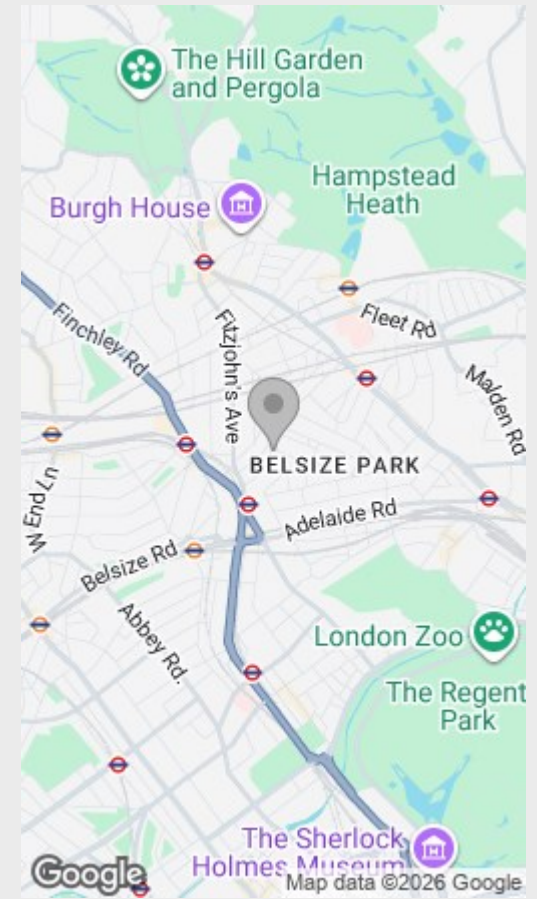 The Hill Garden
and Pergola
Hampstead
Heath
Burgh House
Fleet Rd
Finchley Rd
Fitzjohn's Ave
Malden Rd
BELSIZE PARK
W End Ln
Adelaide Rd
Belsize Rd
Abbey Rd.
London Zoo
The Regent
Park
The Sherlock
Holmes Museum
Google
Map data ©2026 Google